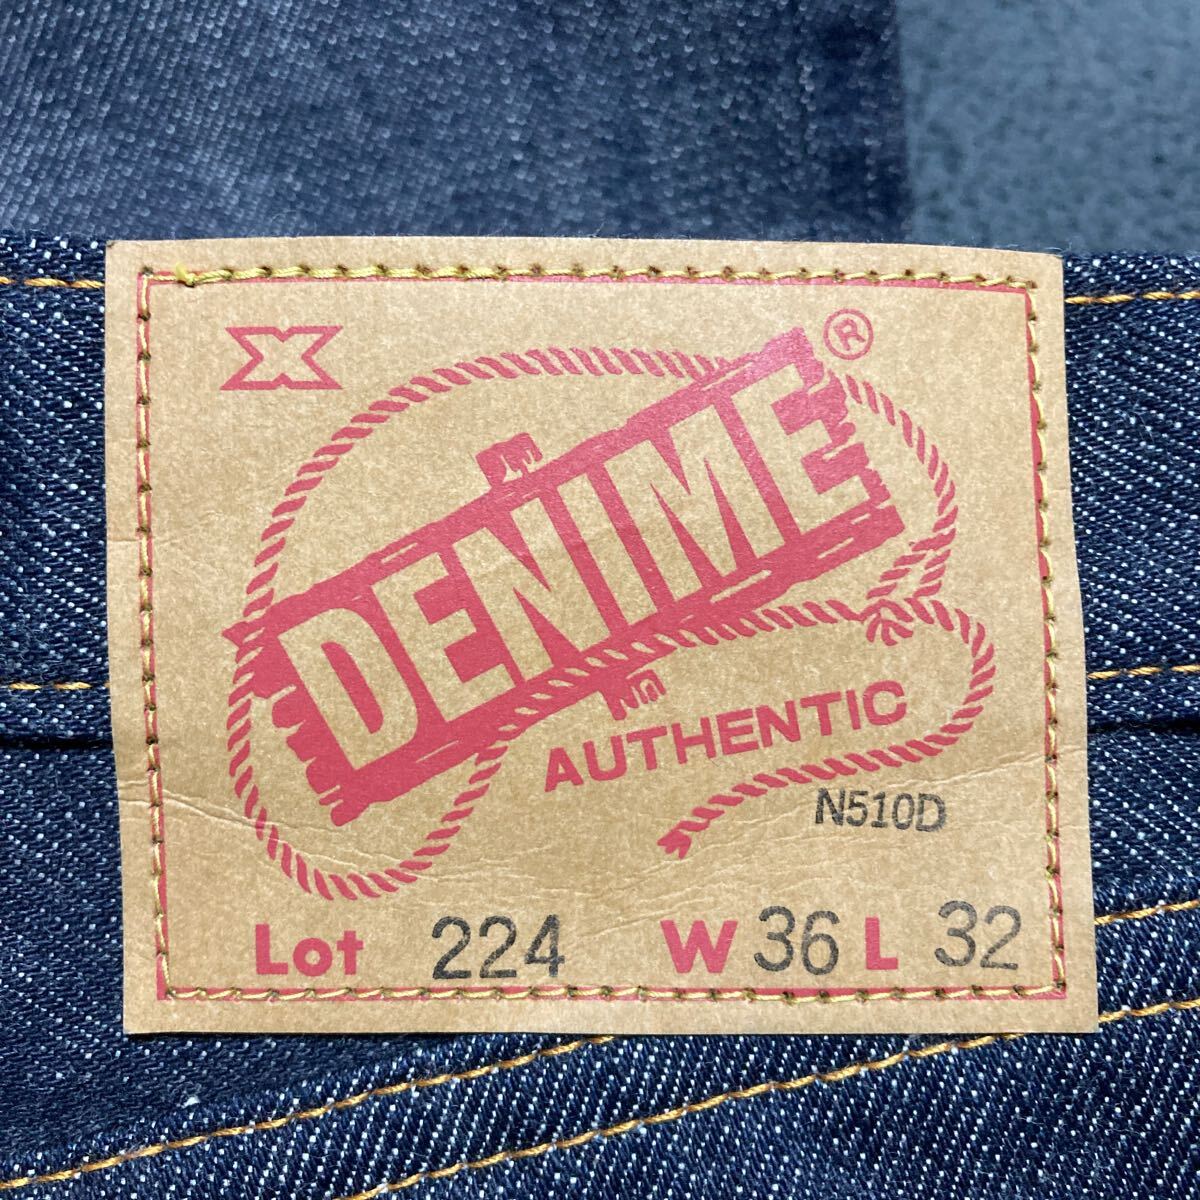 X
DENIME ®
AUTHENTIC
N510D
Lot 224 W 36 L 32